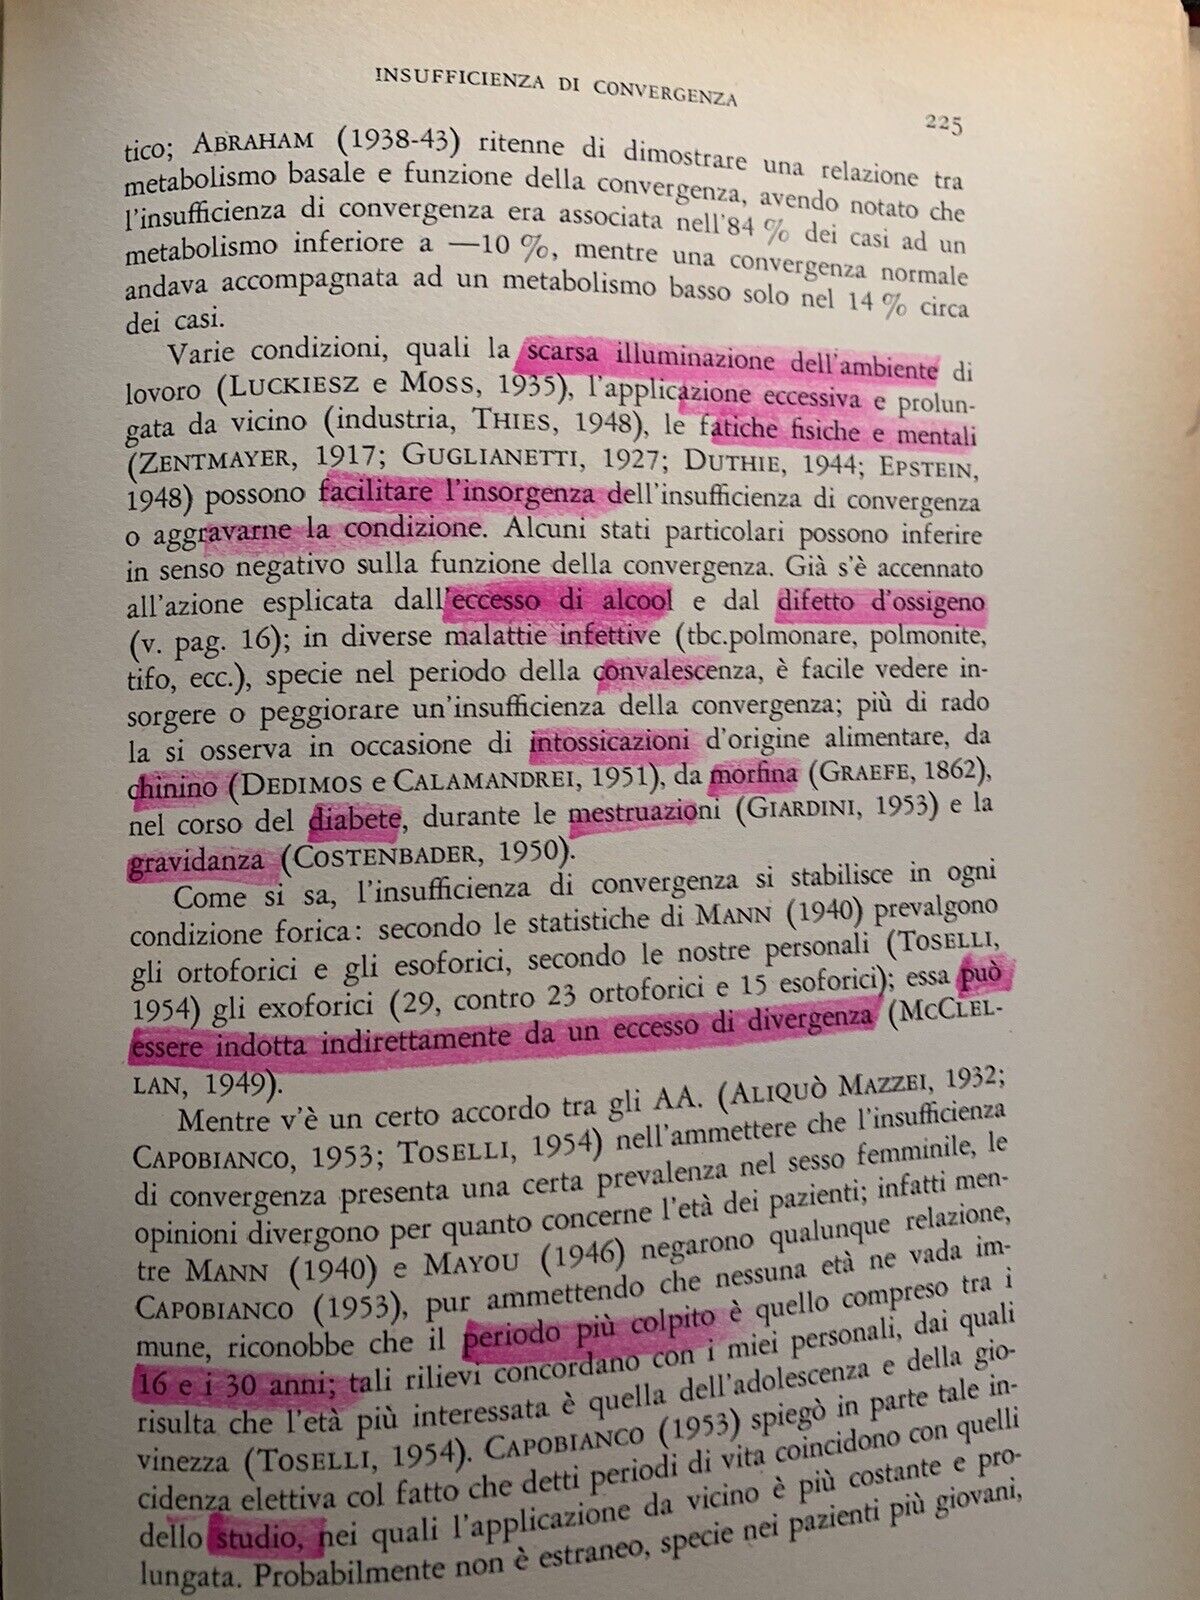 INSUFFICIENZA DI CONVERGENZA
225
tico; ABRAHAM (1938-43) ritenne di dimostrare una relazione tra
metabolismo basale e funzione della convergenza, avendo notato che
l'insufficienza di convergenza era associata nell'84 % dei casi ad un
metabolismo inferiore a —10 %, mentre una convergenza normale
andava accompagnata ad un metabolismo basso solo nel 14 % circa
dei casi.
Varie condizioni, quali la scarsa illuminazione dell'ambiente di
lovoro (LUCKIESZ e MOSS, 1935), l'applicazione eccessiva e prolun-
gata da vicino (industria, THIES, 1948), le fatiche fisiche e mentali
(ZENTMAYER, 1917; GUGLIANETTI, 1927; DUTHIE, 1944; EPSTEIN,
1948) possono facilitare l'insorgenza dell'insufficienza di convergenza
o aggravarne la condizione. Alcuni stati particolari possono inferire
in senso negativo sulla funzione della convergenza. Già s'è accennato
all'azione esplicata dall'eccesso di alcool e dal difetto d'ossigeno
(v. pag. 16); in diverse malattie infettive (tbc.polmonare, polmonite,
tifo, ecc.), specie nel periodo della convalescenza, è facile vedere in-
sorgere o peggiorare un'insufficienza della convergenza; più di rado
la si osserva in occasione di intossicazioni d'origine alimentare, da
chinino (DEDIMOS e CALAMANDREI, 1951), da morfina (GRAEFE, 1862),
nel corso del diabete, durante le mestruazioni (GIARDINI, 1953) e la
gravidanza (COSTENBADER, 1950).
Come si sa, l'insufficienza di convergenza si stabilisce in ogni
condizione forica: secondo le statistiche di MANN (1940) prevalgono
gli ortoforici e gli esoforici, secondo le nostre personali (TOSELLI,
1954) gli exoforici (29, contro 23 ortoforici e 15 esoforici); essa può
essere indotta indirettamente da un eccesso di divergenza (MCCLEL-
LAN, 1949).
Mentre v'è un certo accordo tra gli AA. (ALIQUÒ MAZZEI, 1932;
CAPOBIANCO, 1953; TOSELLI, 1954) nell'ammettere che l'insufficienza
di convergenza presenta una certa prevalenza nel sesso femminile, le
opinioni divergono per quanto concerne l'età dei pazienti; infatti men-
tre MANN (1940) e MAYOU (1946) negarono qualunque relazione,
CAPOBIANCO (1953), pur ammettendo che nessuna età ne vada im-
mune, riconobbe che il periodo più colpito è quello compreso tra i
16 e i 30 anni; tali rilievi concordano con i miei personali, dai quali
risulta che l'età più interessata è quella dell'adolescenza e della gio-
vinezza (TOSELLI, 1954). CAPOBIANCO (1953) spiegò in parte tale in-
cidenza elettiva col fatto che detti periodi di vita coincidono con quelli
dello studio, nei quali l'applicazione da vicino è più costante e pro-
lungata. Probabilmente non è estraneo, specie nei pazienti più giovani,